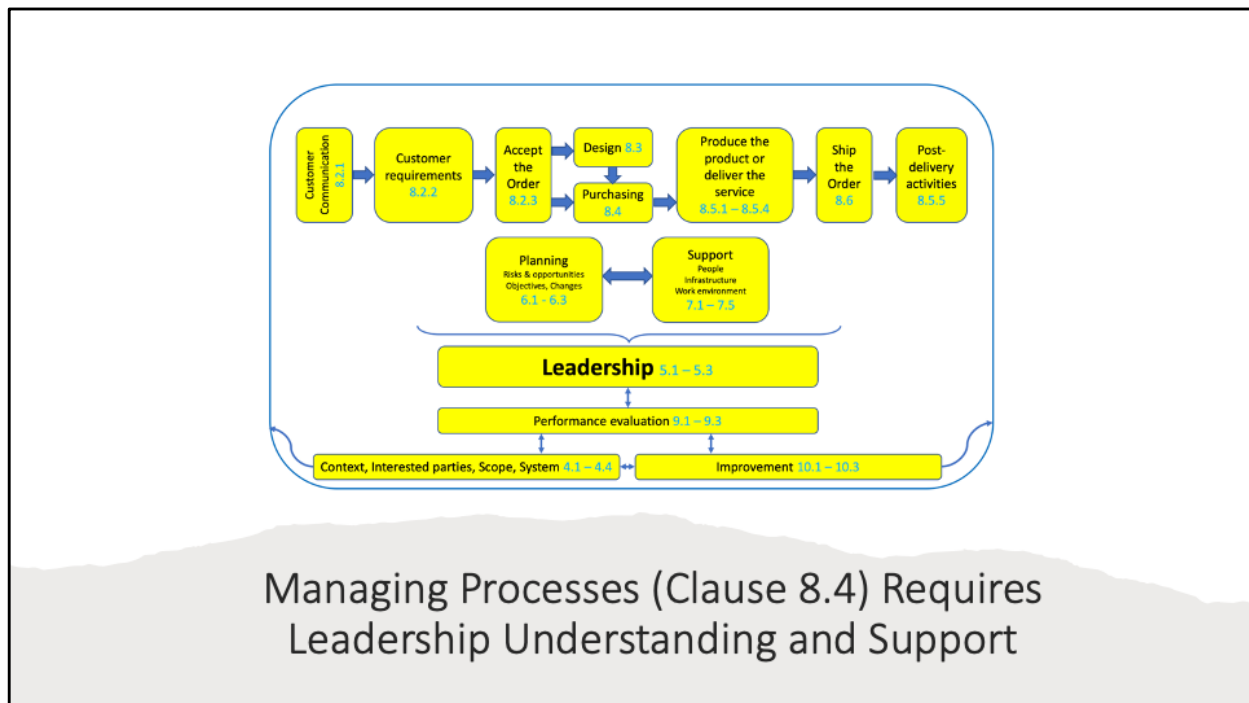 Customer
Communication
8.2.1
Customer
requirements
8.2.2
Accept
the
Order
8.2.3
Design 8.3
Purchasing
8.4
Produce the
product or
deliver the
service
8.5.1 – 8.5.4
Ship
the
Order
8.6
Post-
delivery
activities
8.5.5
Planning
Risks & opportunities
Objectives, Changes
6.1 - 6.3
Support
People
Infrastructure
Work environment
7.1 – 7.5
Leadership 5.1 – 5.3
Performance evaluation 9.1 – 9.3
Context, Interested parties, Scope, System 4.1 – 4.4
Improvement 10.1 – 10.3
Managing Processes (Clause 8.4) Requires
Leadership Understanding and Support